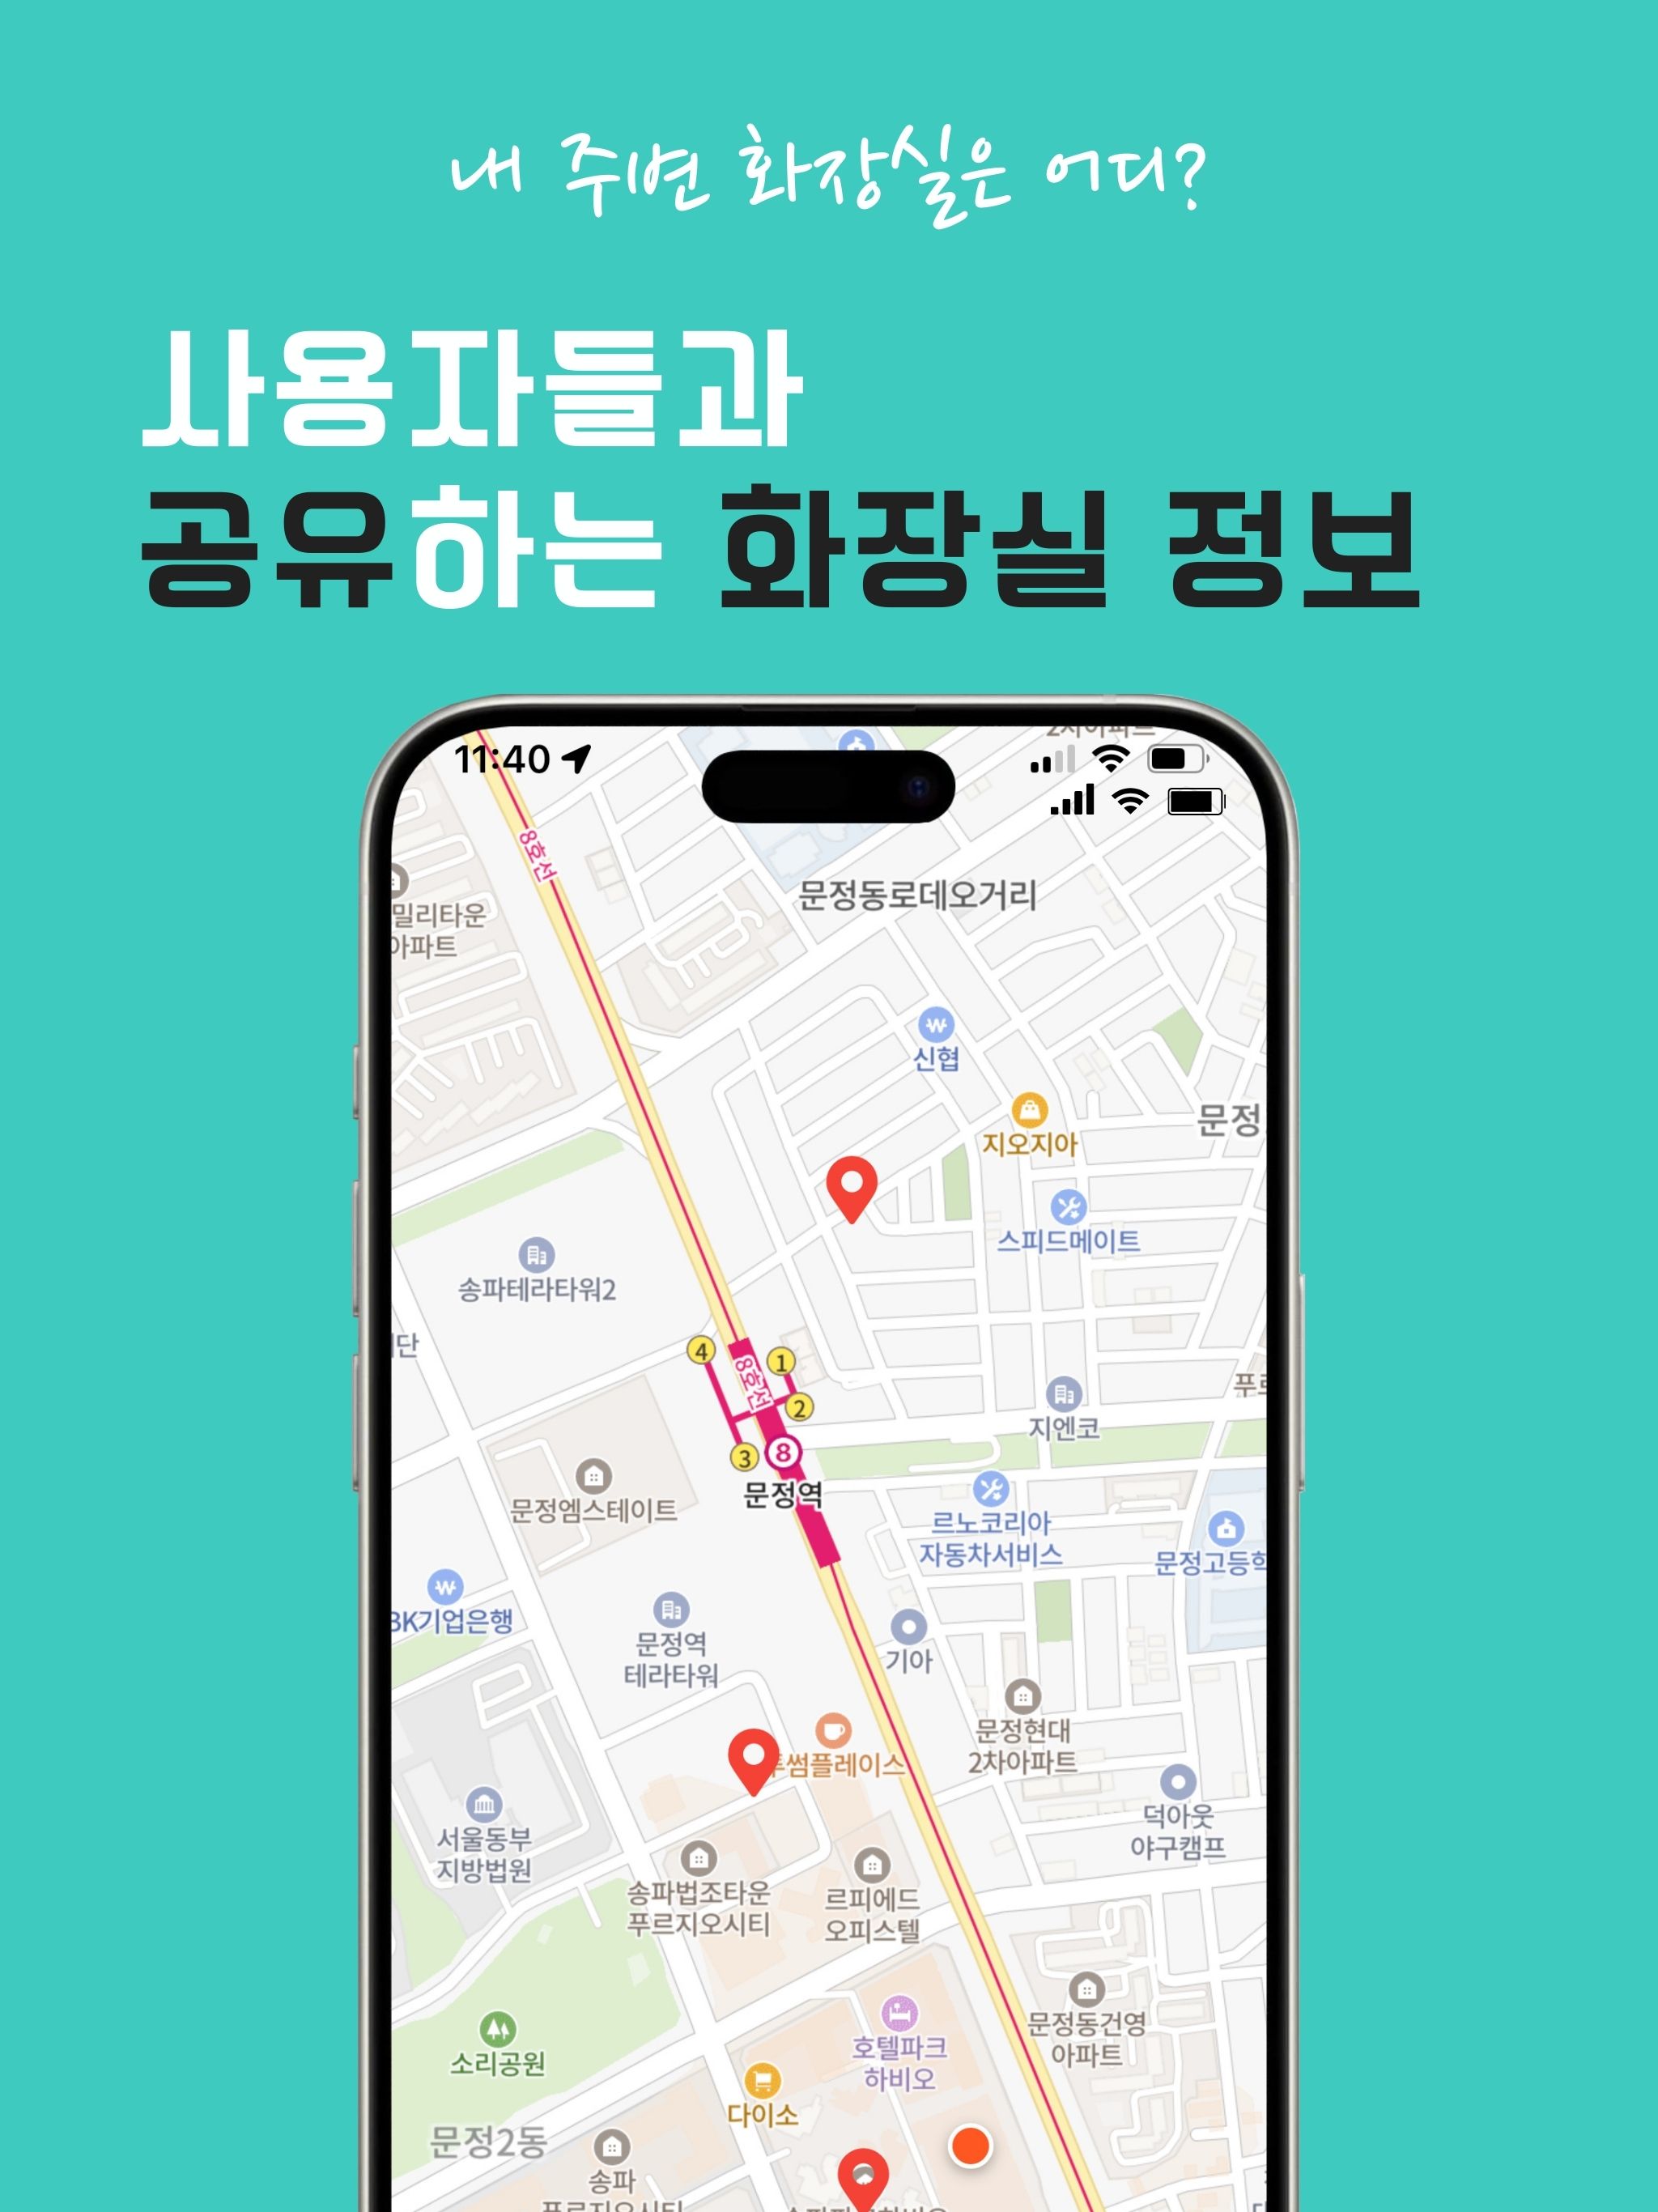 내 주변 화장실은 어디?
사용자들과
공유하는 화장실 정보
11:40
8호선
문정동로데오거리
밀리타운
아파트
신협
지오지아
문정
스피드메이트
송파테라타워2
단
4
1
8호선
2
3
8
문정역
지엔코
문정엠스테이트
르노코리아
자동차서비스
문정고등학
BK기업은행
문정역
테라타워
기아
문정현대
2차아파트
투썸플레이스
덕아웃
야구캠프
서울동부
지방법원
송파법조타운
푸르지오시티
르피에드
오피스텔
문정동건영
아파트
소리공원
호텔파크
하비오
다이소
문정2동
송파
푸르지오시티